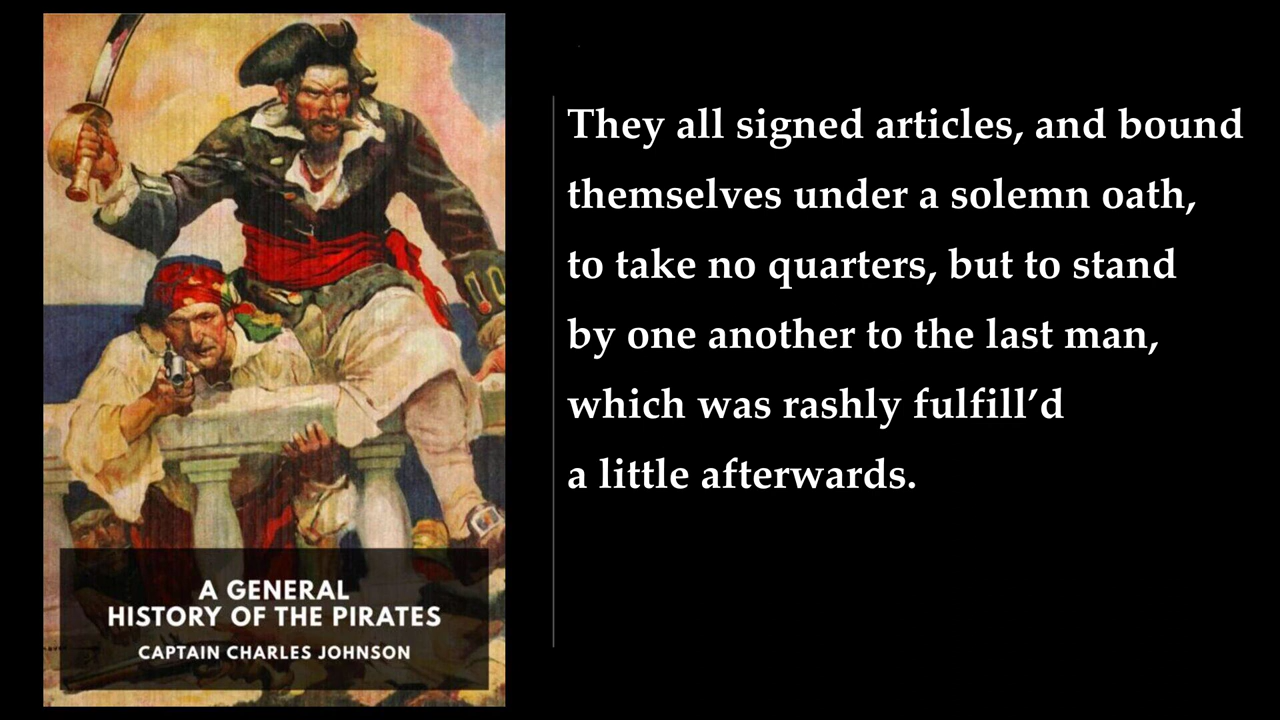 They all signed articles, and bound
themselves under a solemn oath,
to take no quarters, but to stand
by one another to the last man,
which was rashly fulfill’d
a little afterwards.
A GENERAL
HISTORY OF THE PIRATES
CAPTAIN CHARLES JOHNSON